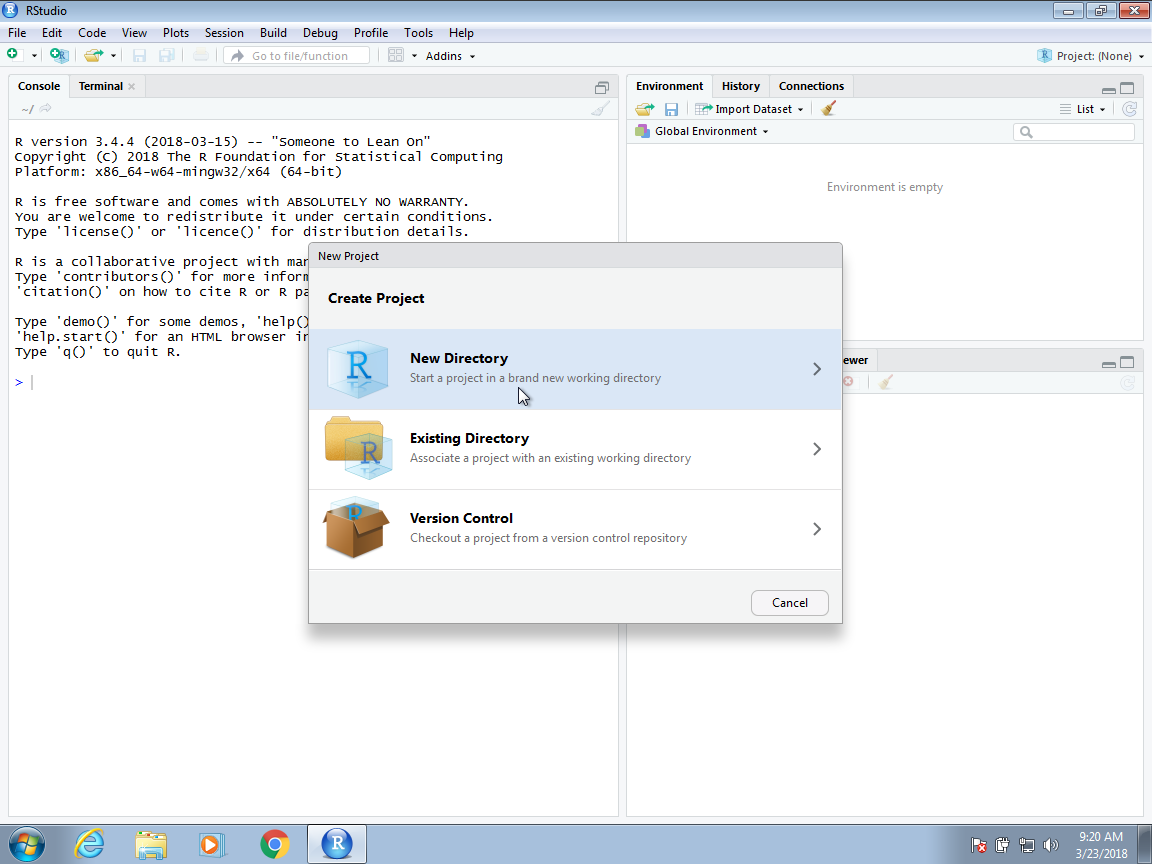 RStudio
File Edit Code View Plots Session Build Debug Profile Tools Help
Go to file/function Addins Project: (None)
Console Terminal
~/
R version 3.4.4 (2018-03-15) -- "Someone to Lean On"
Copyright (C) 2018 The R Foundation for Statistical Computing
Platform: x86_64-w64-mingw32/x64 (64-bit)
R is free software and comes with ABSOLUTELY NO WARRANTY.
You are welcome to redistribute it under certain conditions.
Type 'license()' or 'licence()' for distribution details.
R is a collaborative project with mar
Type 'contributors()' for more inform
'citation()' on how to cite R or R pa
Type 'demo()' for some demos, 'help()
'help.start()' for an HTML browser in
Type 'q()' to quit R.
>
Environment History Connections
Import Dataset List
Global Environment
Environment is empty
ewer
New Project
Create Project
New Directory
Start a project in a brand new working directory
Existing Directory
Associate a project with an existing working directory
Version Control
Checkout a project from a version control repository
Cancel
9:20 AM
3/23/2018